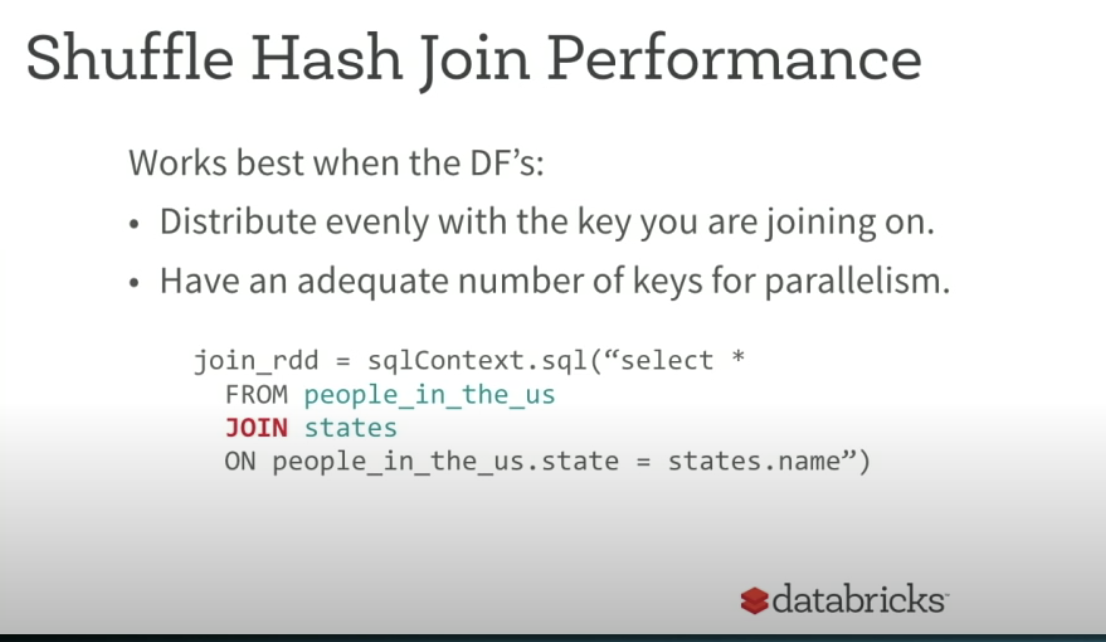 Shuffle Hash Join Performance
Works best when the DF’s:
• Distribute evenly with the key you are joining on.
• Have an adequate number of keys for parallelism.
join_rdd = sqlContext.sql(“select *
FROM people_in_the_us
JOIN states
ON people_in_the_us.state = states.name”)
databricks